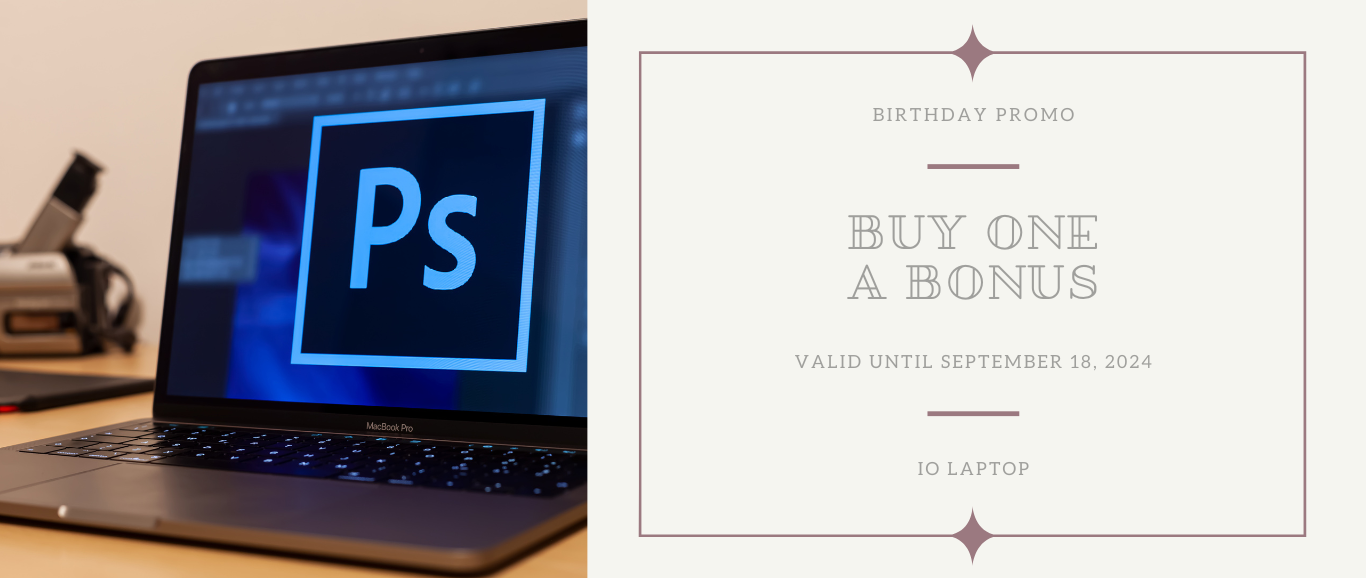 Ps
MacBook Pro
BIRTHDAY PROMO
BUY ONE
A BONUS
VALID UNTIL SEPTEMBER 18, 2024
IO LAPTOP